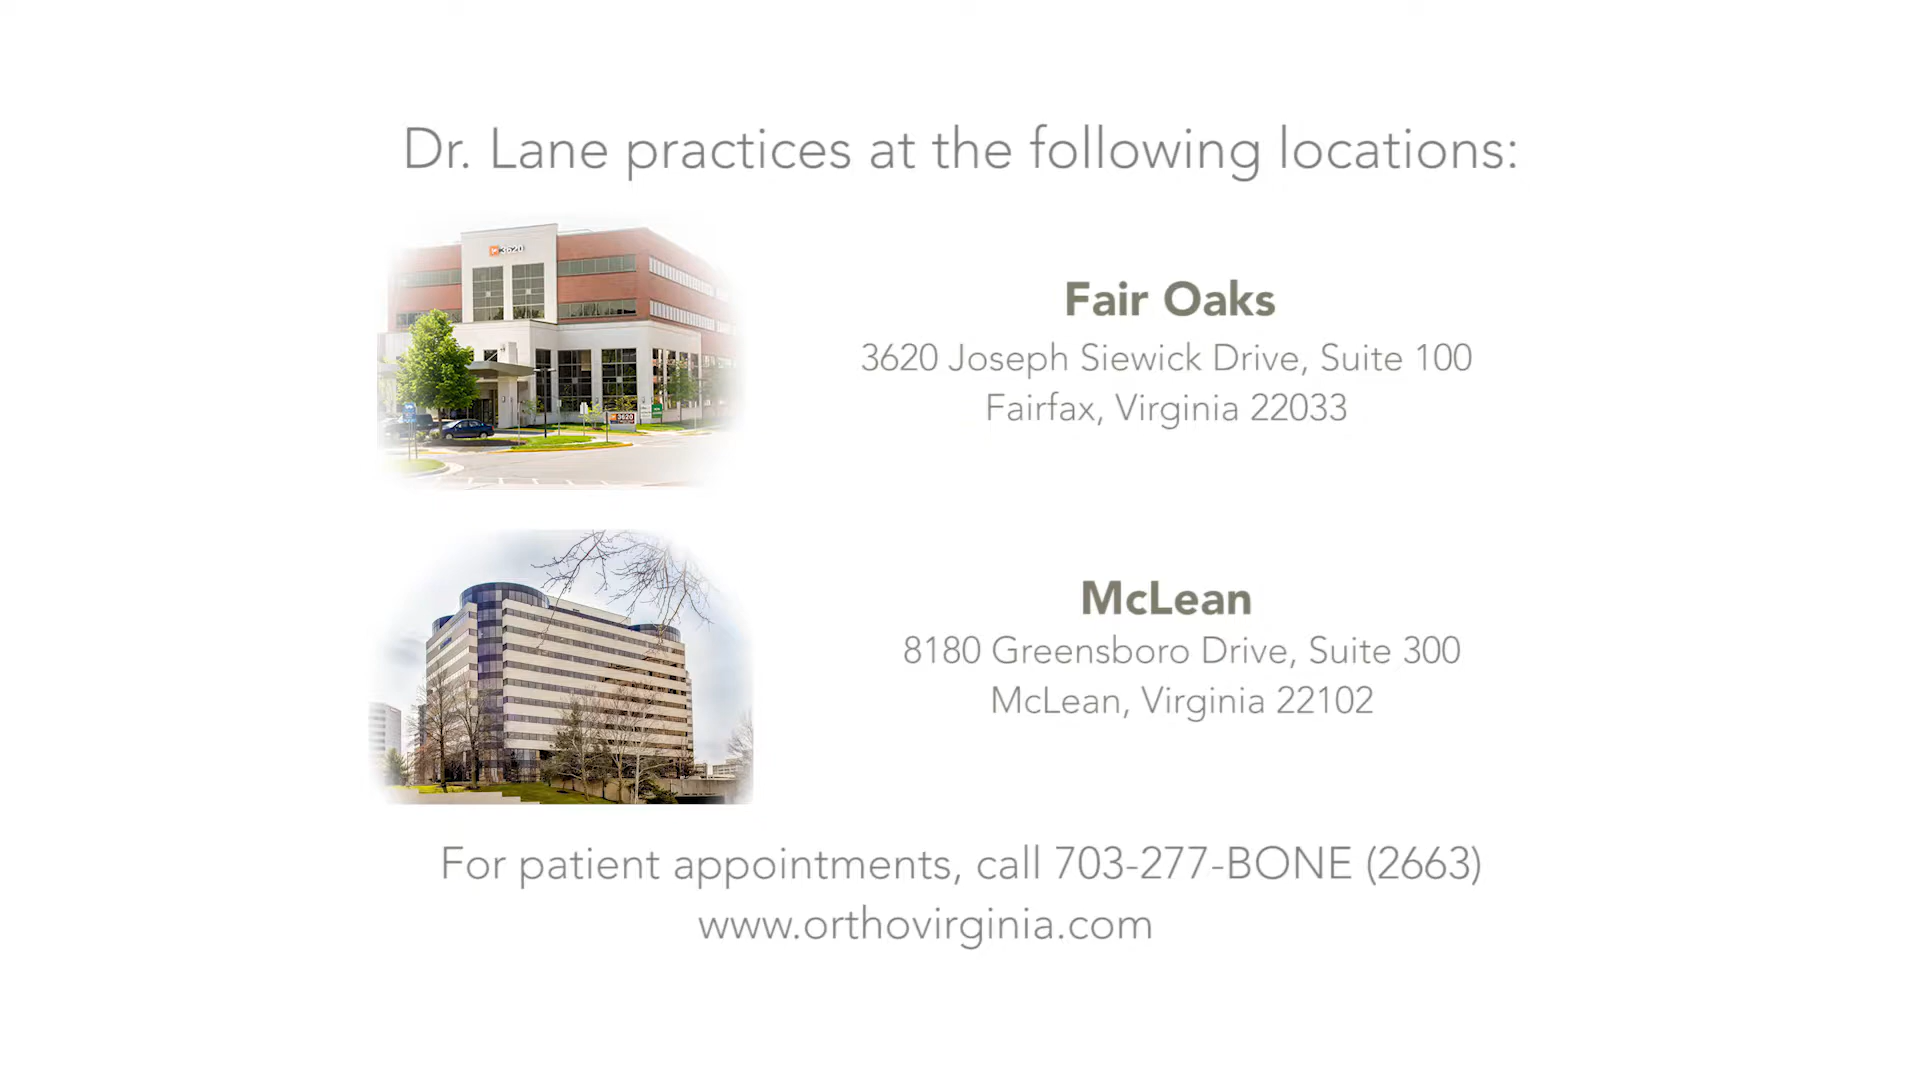 Dr. Lane practices at the following locations:
3620
3620
Fair Oaks
3620 Joseph Siewick Drive, Suite 100
Fairfax, Virginia 22033
McLean
8180 Greensboro Drive, Suite 300
McLean, Virginia 22102
For patient appointments, call 703-277-BONE (2663)
www.orthovirginia.com